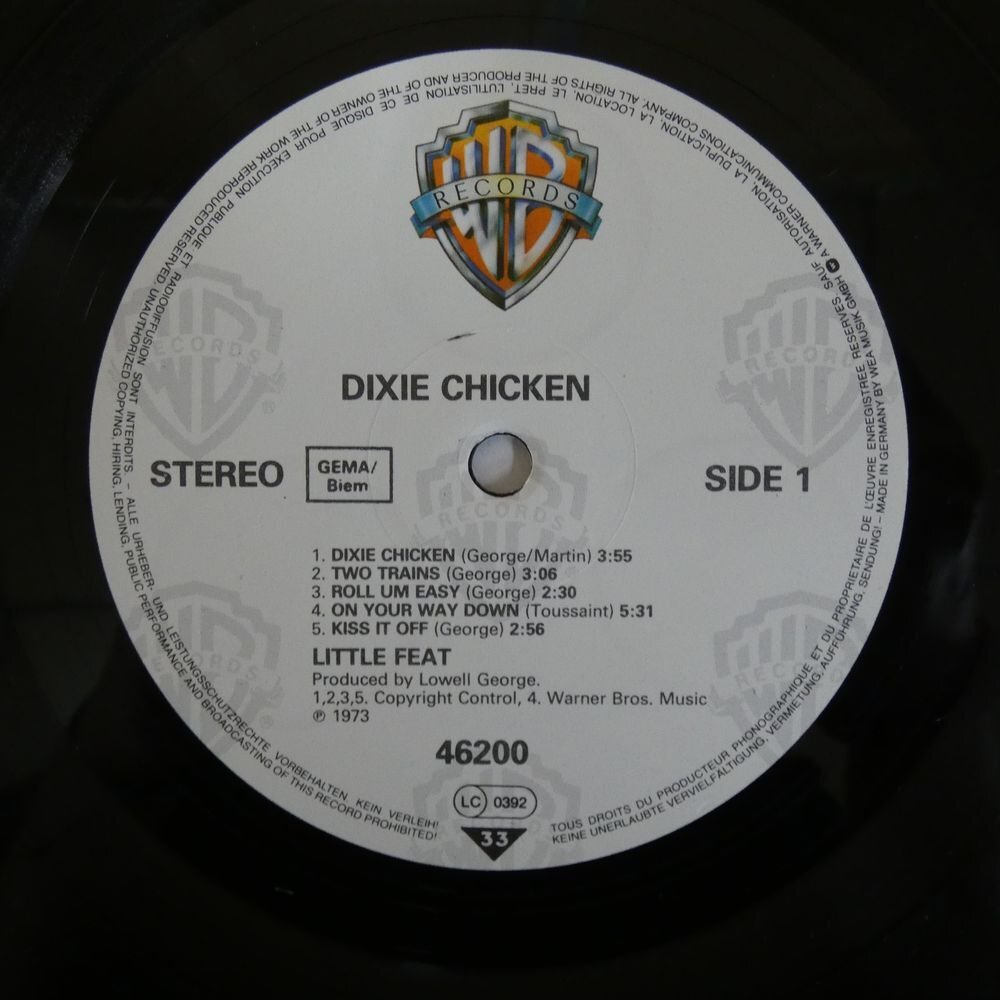 RECORDS
DIXIE CHICKEN
STEREO
GEMA/
Biem
SIDE 1
1. DIXIE CHICKEN (George/Martin) 3:55
2. TWO TRAINS (George) 3:06
3. ROLL UM EASY (George) 2:30
4. ON YOUR WAY DOWN (Toussaint) 5:31
5. KISS IT OFF (George) 2:56
LITTLE FEAT
Produced by Lowell George.
1,2,3,5. Copyright Control, 4. Warner Bros. Music
℗ 1973
46200
LC 0392
33
TOUS DROITS DU PRODUCTEUR PHONOGRAPHIQUE ET DU PROPRIETAIRE DE L'ŒUVRE ENREGISTREE RESERVES. SAUF AUTORISATION, LA DUPLICATION, LA LOCATION, LE PRET, L'UTILISATION DE CE DISQUE POUR EXECUTION PUBLIQUE ET RADIODIFFUSION SONT INTERDITS. – ALLE URHEBER- UND LEISTUNGSSCHUTZRECHTE VORBEHALTEN. KEIN VERLEIH!
KEINE UNERLAUBTE VERVIELFÄLTIGUNG, VERMIETUNG, AUFFÜHRUNG, SENDUNG! – MADE IN GERMANY BY WEA MUSIK GMBH A WARNER COMMUNICATIONS COMPANY. ALL RIGHTS OF THE PRODUCER AND OF THE OWNER OF THE WORK REPRODUCED RESERVED. UNAUTHORIZED COPYING, HIRING, LENDING, PUBLIC PERFORMANCE AND BROADCASTING OF THIS RECORD PROHIBITED!